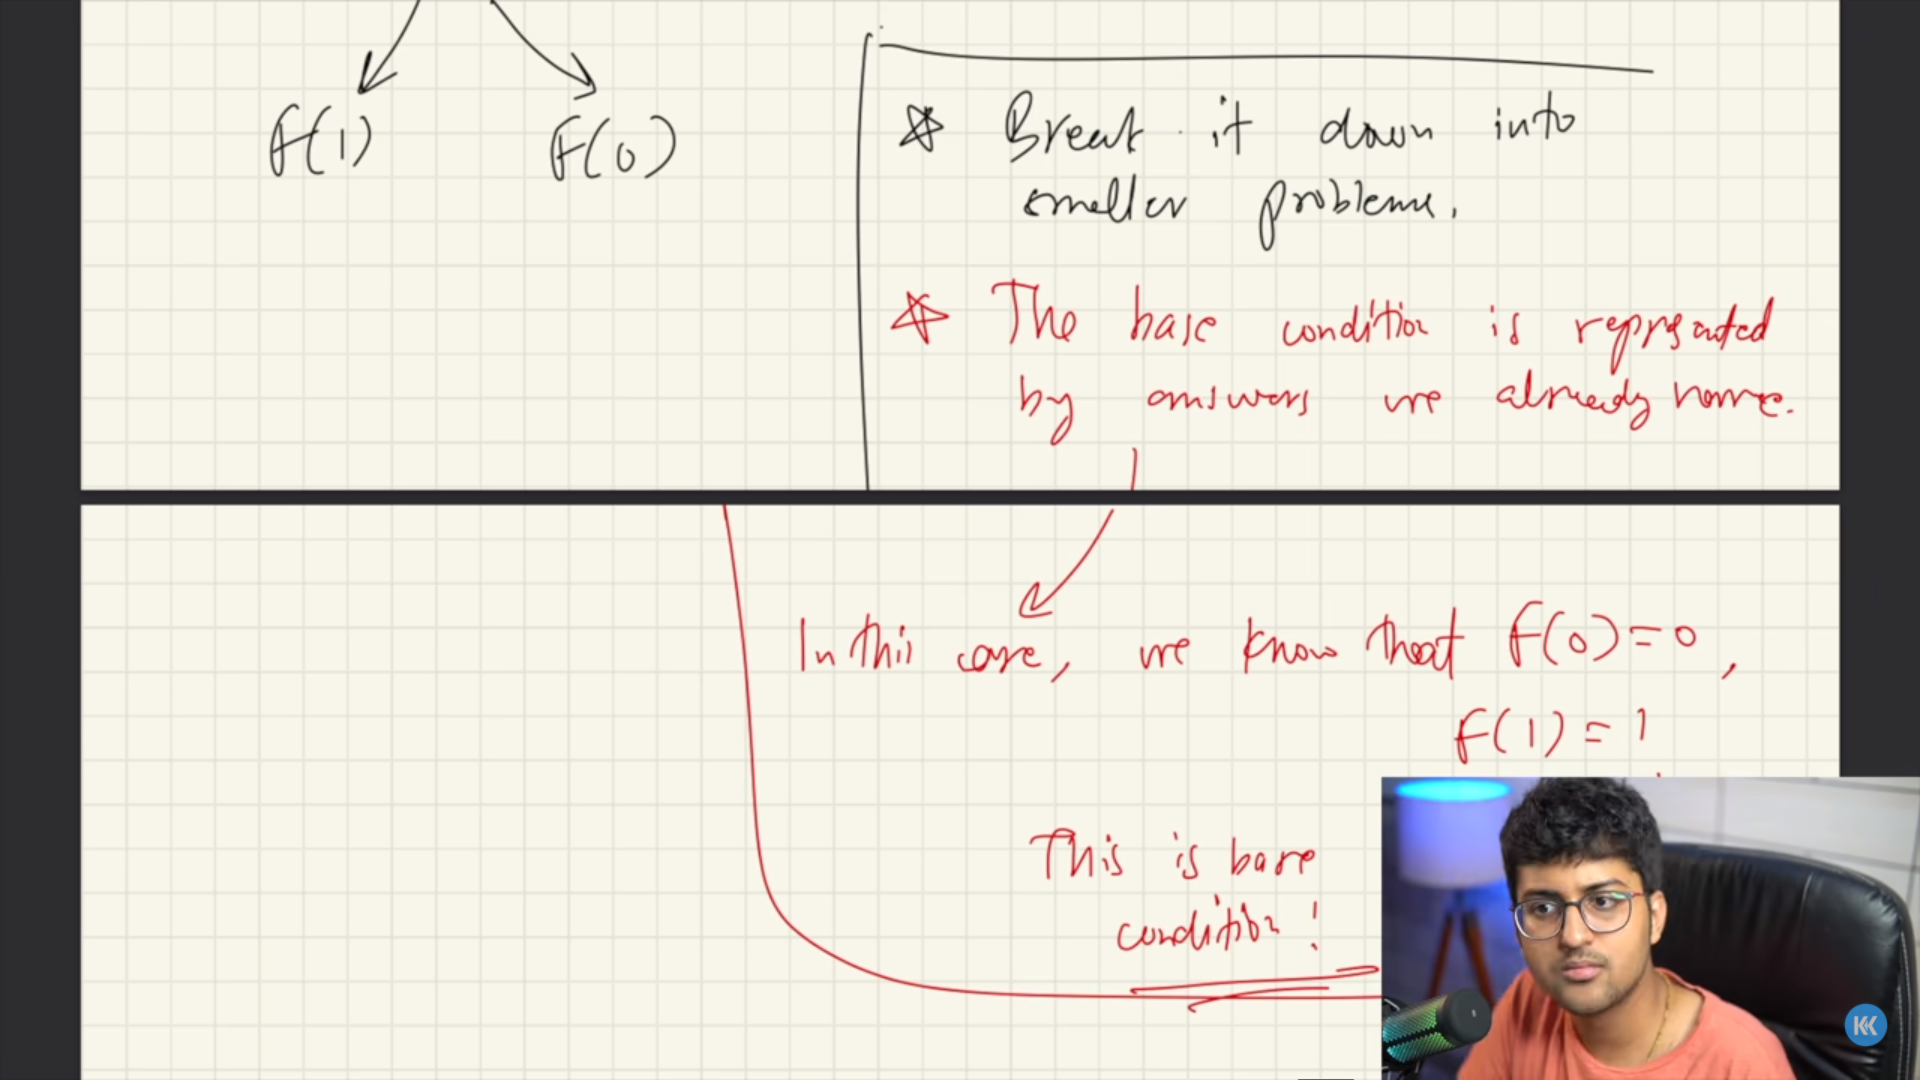 F(1) F(0)
Break it down into
smaller problems.
The base condition is represented
by answers we already have.
In this case, we know that F(0)=0,
F(1)=1
This is base
condition!
KK